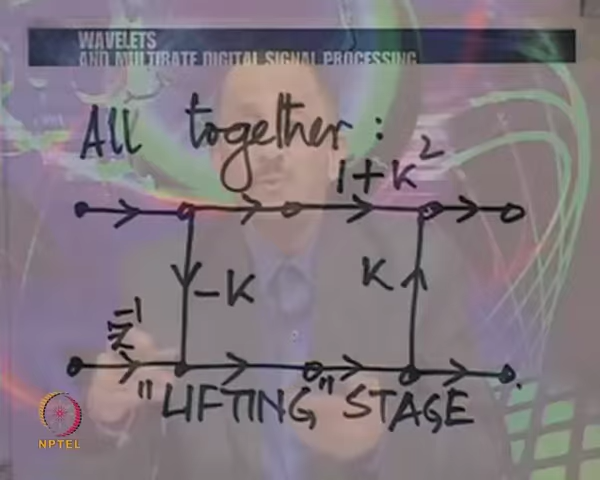 WAVELETS
AND MULTIRATE DIGITAL SIGNAL PROCESSING
All together :
1+K²
-K
K
z⁻¹
"LIFTING" STAGE
NPTEL